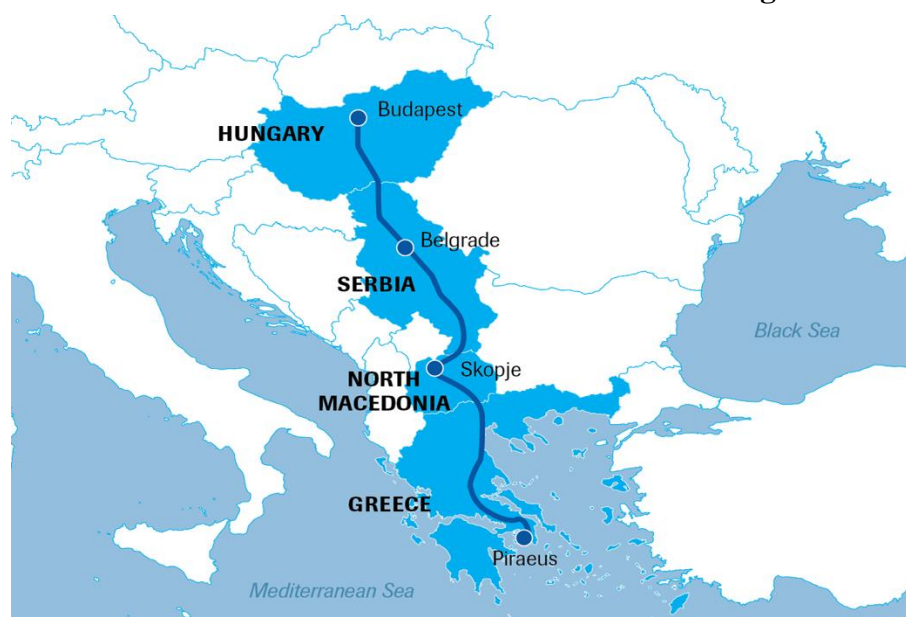 g
Budapest
HUNGARY
Belgrade
SERBIA
Black Sea
Skopje
NORTH
MACEDONIA
GREECE
Piraeus
Mediterranean Sea